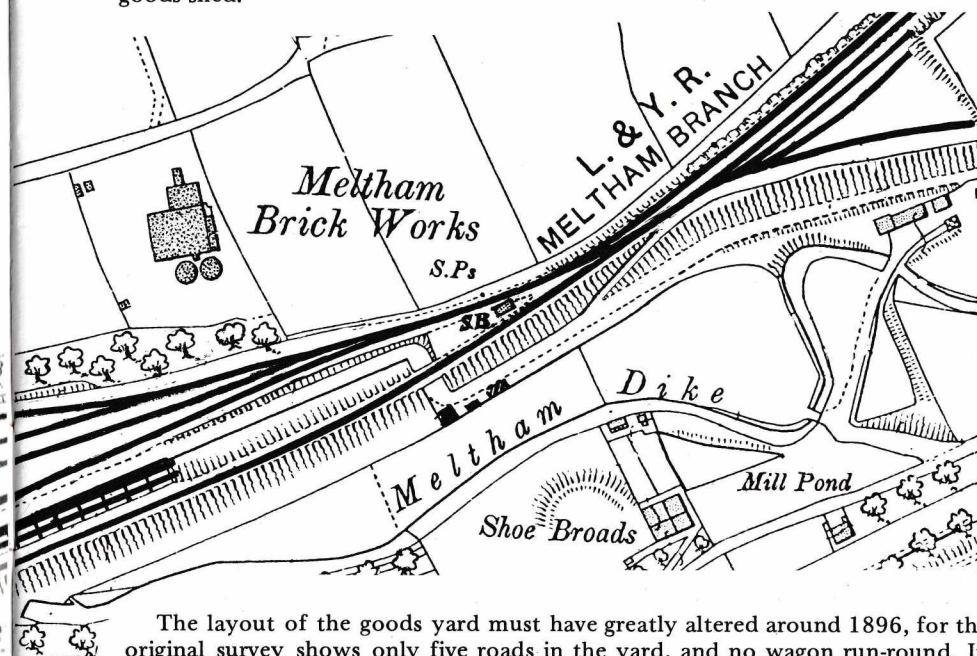 goods shed.
L. & Y. R.
MELTHAM BRANCH
Meltham
Brick Works
S.Ps
S.B.
Meltham Dike
Mill Pond
Shoe Broads
The layout of the goods yard must have greatly altered around 1896, for th
original survey shows only five roads in the yard, and no wagon run-round.